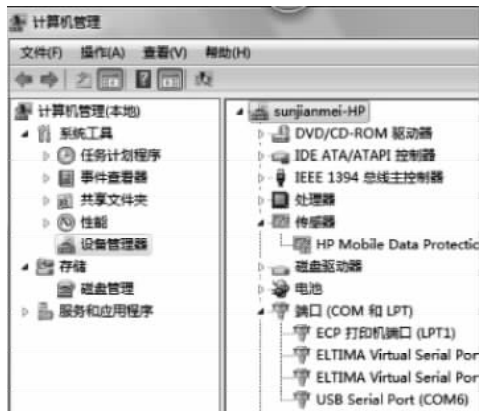 计算机管理
文件(F) 操作(A) 查看(V) 帮助(H)
计算机管理(本地)
系统工具
任务计划程序
事件查看器
共享文件夹
性能
设备管理器
存储
磁盘管理
服务和应用程序
sunjianmei-HP
DVD/CD-ROM 驱动器
IDE ATA/ATAPI 控制器
IEEE 1394 总线主控制器
处理器
传感器
HP Mobile Data Protectio
磁盘驱动器
电池
端口 (COM 和 LPT)
ECP 打印机端口 (LPT1)
ELTIMA Virtual Serial Por
ELTIMA Virtual Serial Por
USB Serial Port (COM6)